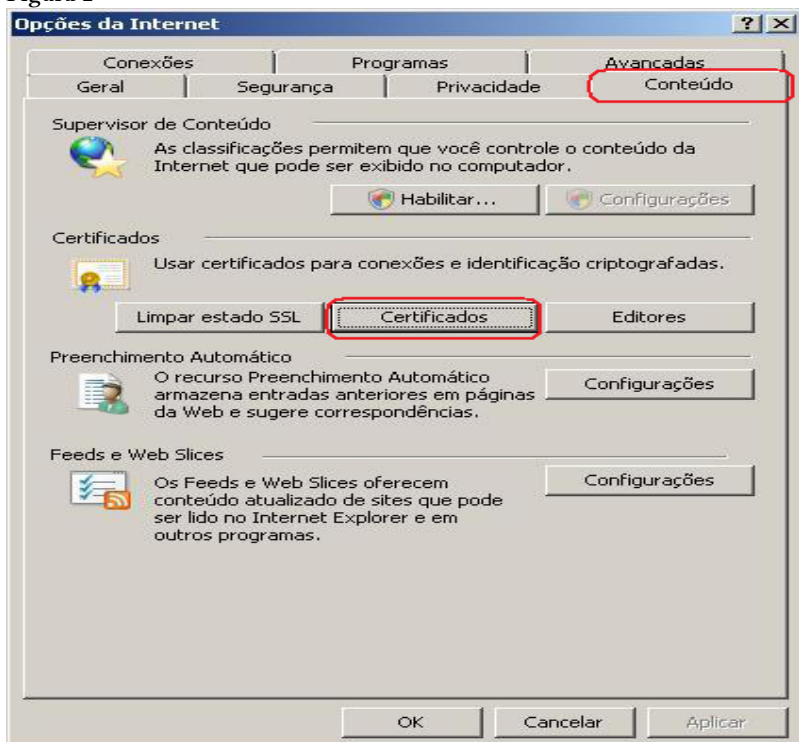 Opções da Internet
Conexões Programas Avançadas
Geral Segurança Privacidade Conteúdo
Supervisor de Conteúdo
As classificações permitem que você controle o conteúdo da
Internet que pode ser exibido no computador.
Habilitar... Configurações
Certificados
Usar certificados para conexões e identificação criptografadas.
Limpar estado SSL Certificados Editores
Preenchimento Automático
O recurso Preenchimento Automático
armazena entradas anteriores em páginas
da Web e sugere correspondências.
Configurações
Feeds e Web Slices
Os Feeds e Web Slices oferecem
conteúdo atualizado de sites que pode
ser lido no Internet Explorer e em
outros programas.
Configurações
OK Cancelar Aplicar